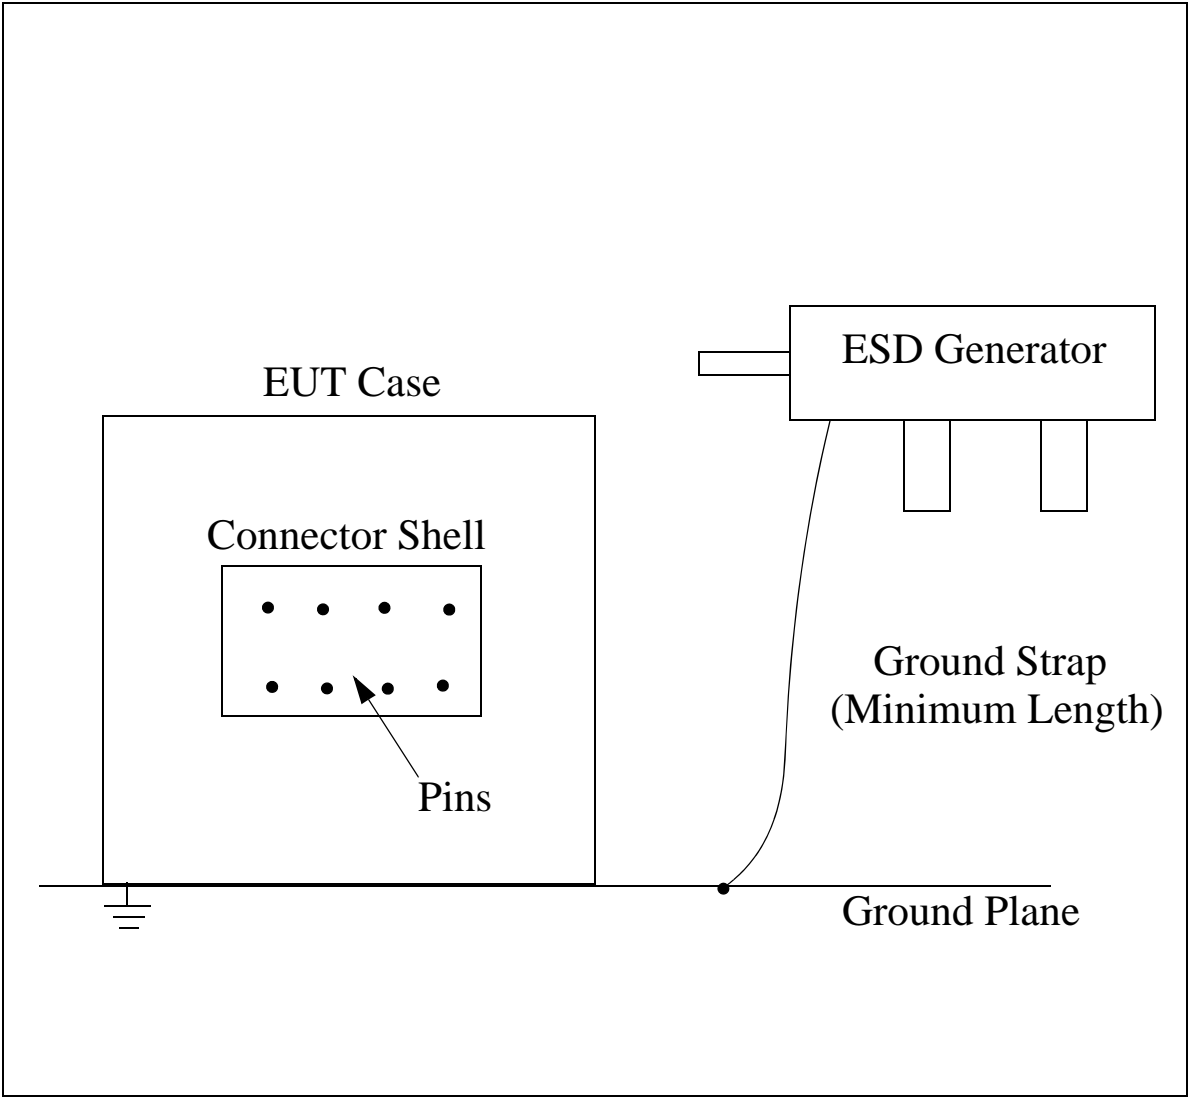 ESD Generator
EUT Case
Connector Shell
Ground Strap
(Minimum Length)
Pins
Ground Plane